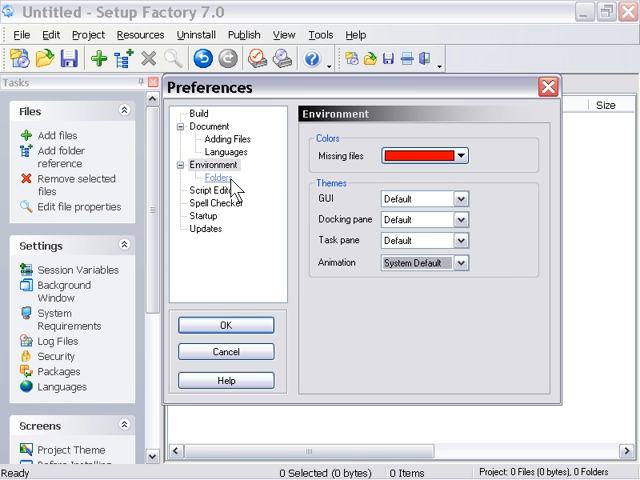 Untitled - Setup Factory 7.0
File Edit Project Resources Uninstall Publish View Tools Help
Tasks
Files
Add files
Add folder
reference
Remove selected
files
Edit file properties
Settings
Session Variables
Background
Window
System
Requirements
Log Files
Security
Packages
Languages
Screens
Project Theme
Size
Preferences
Build
Document
Adding Files
Languages
Environment
Folders
Script Editor
Spell Checker
Startup
Updates
OK
Cancel
Help
Environment
Colors
Missing files
Themes
GUI Default
Docking pane Default
Task pane Default
Animation System Default
Ready 0 Selected (0 bytes) 0 Items Project: 0 Files (0 bytes), 0 Folders